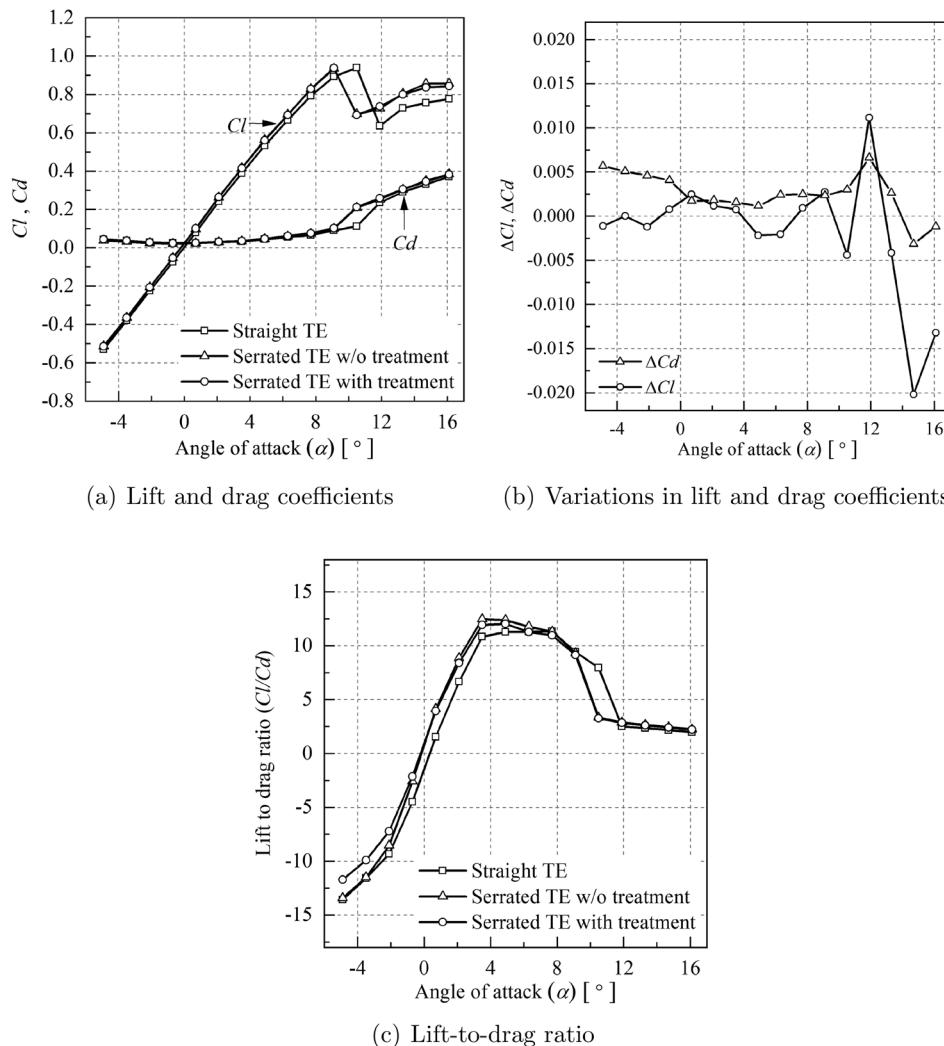 1.2
1.0
0.8
0.6
0.4
0.2
0.0
-0.2
-0.4
-0.6
-0.8
Cl , Cd
Cl
Cd
Straight TE
Serrated TE w/o treatment
Serrated TE with treatment
-4 0 4 8 12 16
Angle of attack (α) [ ° ]
(a) Lift and drag coefficients
0.020
0.015
0.010
0.005
0.000
-0.005
-0.010
-0.015
-0.020
ΔCl, ΔCd
ΔCd
ΔCl
-4 0 4 8 12 16
Angle of attack (α) [ ° ]
(b) Variations in lift and drag coefficients
15
10
5
0
-5
-10
-15
Lift to drag ratio (Cl/Cd)
Straight TE
Serrated TE w/o treatment
Serrated TE with treatment
-4 0 4 8 12 16
Angle of attack (α) [ ° ]
(c) Lift-to-drag ratio